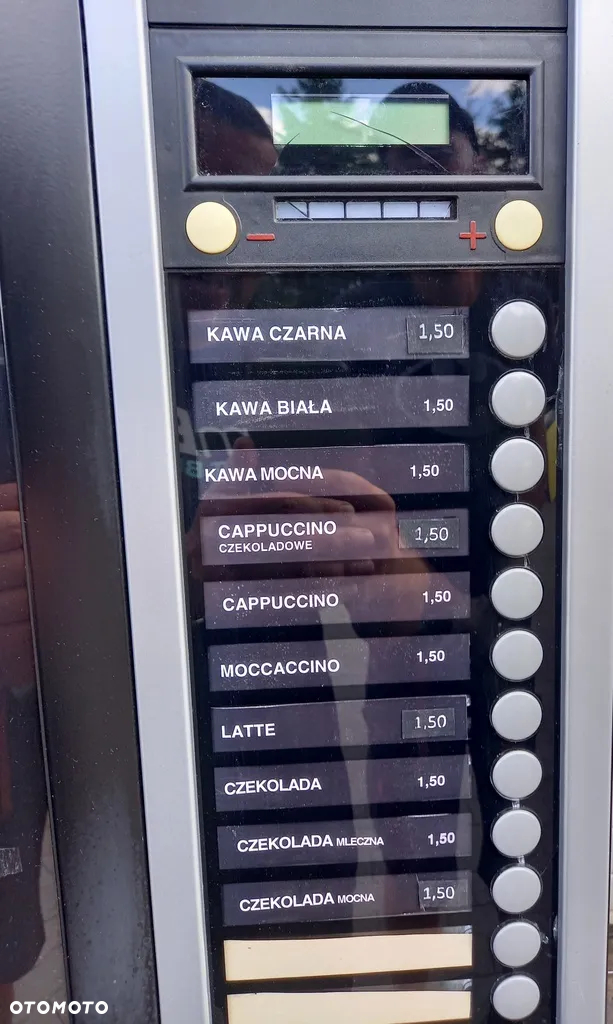 KAWA CZARNA 1,50
KAWA BIAŁA 1,50
KAWA MOCNA 1,50
CAPPUCCINO 1,50
CZEKOLADOWE
CAPPUCCINO 1,50
MOCCACCINO 1,50
LATTE 1,50
CZEKOLADA 1,50
CZEKOLADA MLECZNA 1,50
CZEKOLADA MOCNA 1,50
OTOMOTO